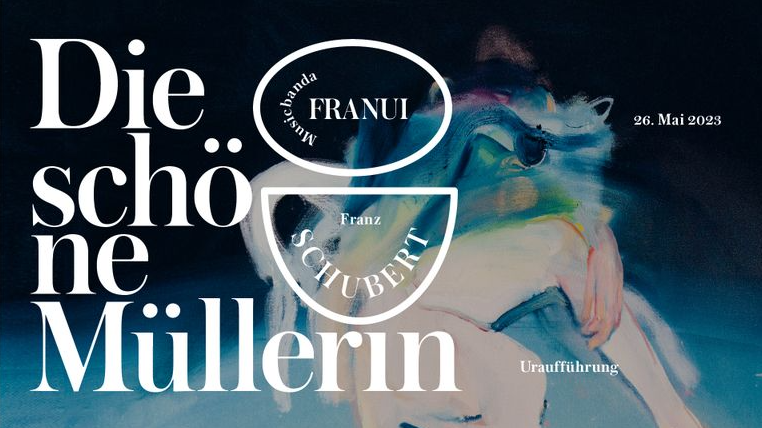 Die
schö
ne
Müllerin
Musicbanda
FRANUI
Franz
SCHUBERT
26. Mai 2023
Uraufführung